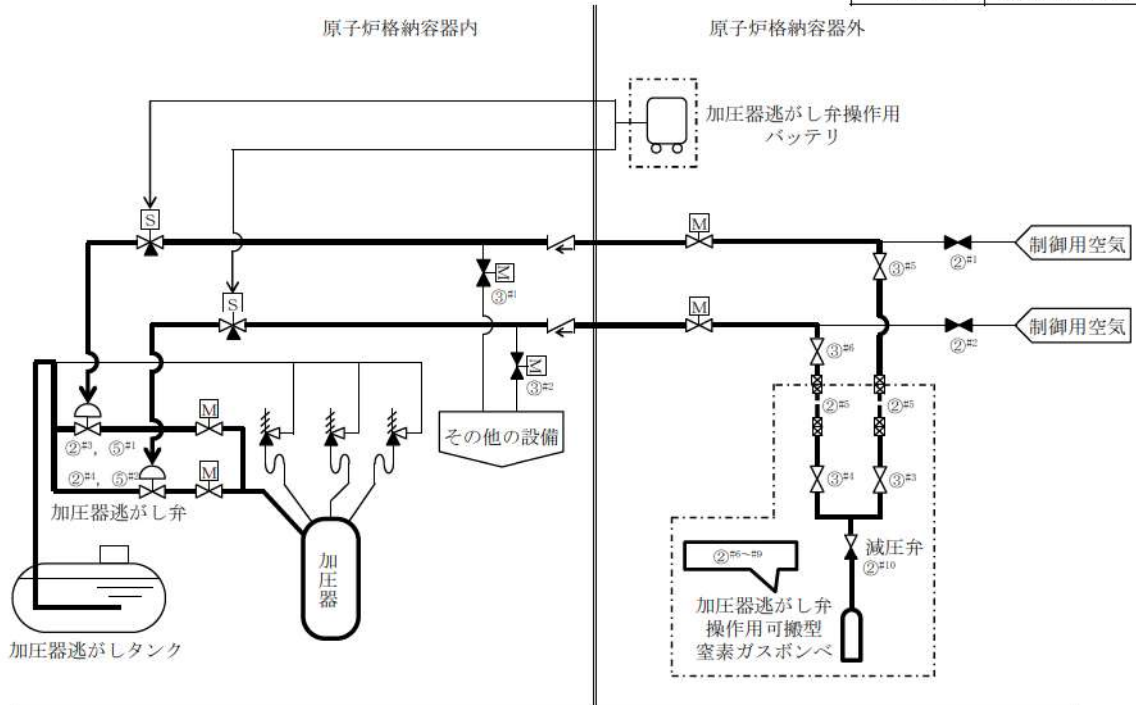 原子炉格納容器内
原子炉格納容器外
加圧器逃がし弁操作用
バッテリ
S
M
制御用空気
②#1
③#5
M
③#1
S
M
制御用空気
②#2
③#6
M
③#2
②#5
②#5
その他の設備
M
②#3, ⑤#1
M
②#4, ⑤#2
③#4
③#3
加圧器逃がし弁
減圧弁
②#10
②#6~#9
加圧器
加圧器逃がし弁
操作用可搬型
窒素ガスボンベ
加圧器逃がしタンク